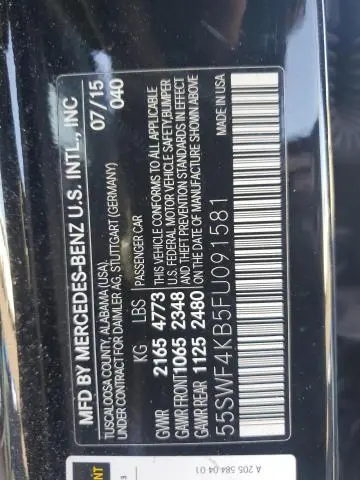 MFD BY MERCEDES-BENZ U.S. INTL., INC
TUSCALOOSA COUNTY, ALABAMA (USA),
UNDER CONTRACT FOR DAIMLER AG, STUTTGART (GERMANY)
07/15
040
PASSENGER CAR
THIS VEHICLE CONFORMS TO ALL APPLICABLE
U.S. FEDERAL MOTOR VEHICLE SAFETY,BUMPER
AND THEFT PREVENTION STANDARDS IN EFFECT
ON THE DATE OF MANUFACTURE SHOWN ABOVE.
KG LBS
GVWR 2165 4773
GAWR FRONT 1065 2348
GAWR REAR 1125 2480
55SWF4KB5FU091581
A 205 584 04 01